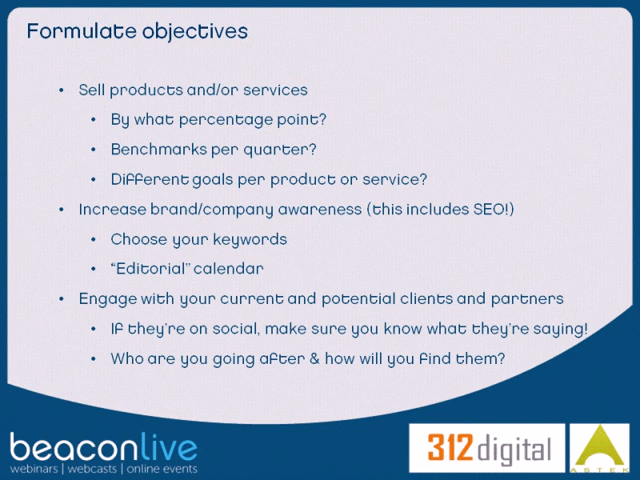 Formulate objectives
• Sell products and/or services
• By what percentage point?
• Benchmarks per quarter?
• Different goals per product or service?
• Increase brand/company awareness (this includes SEO!)
• Choose your keywords
• “Editorial” calendar
• Engage with your current and potential clients and partners
• If they're on social, make sure you know what they're saying!
• Who are you going after & how will you find them?
beaconlive
webinars | webcasts | online events
312digital
ASTEK